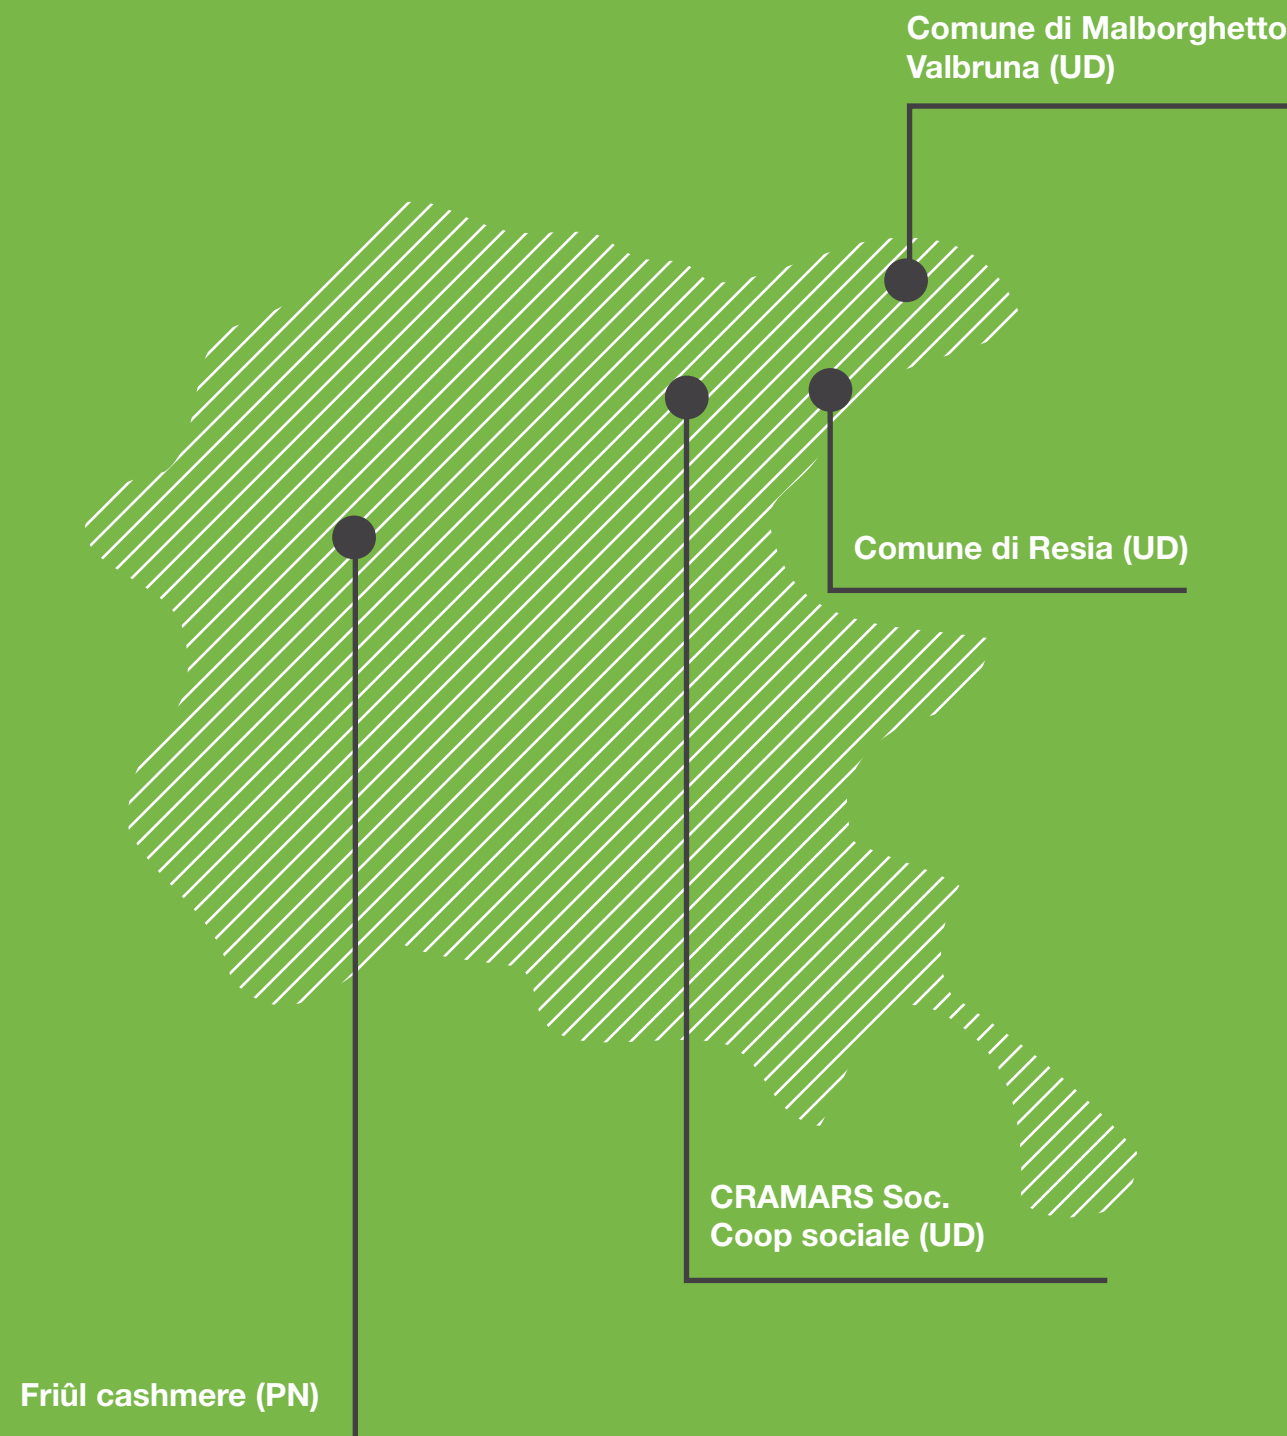 Comune di Malborghetto
Valbruna (UD)
Comune di Resia (UD)
CRAMARS Soc.
Coop sociale (UD)
Friûl cashmere (PN)